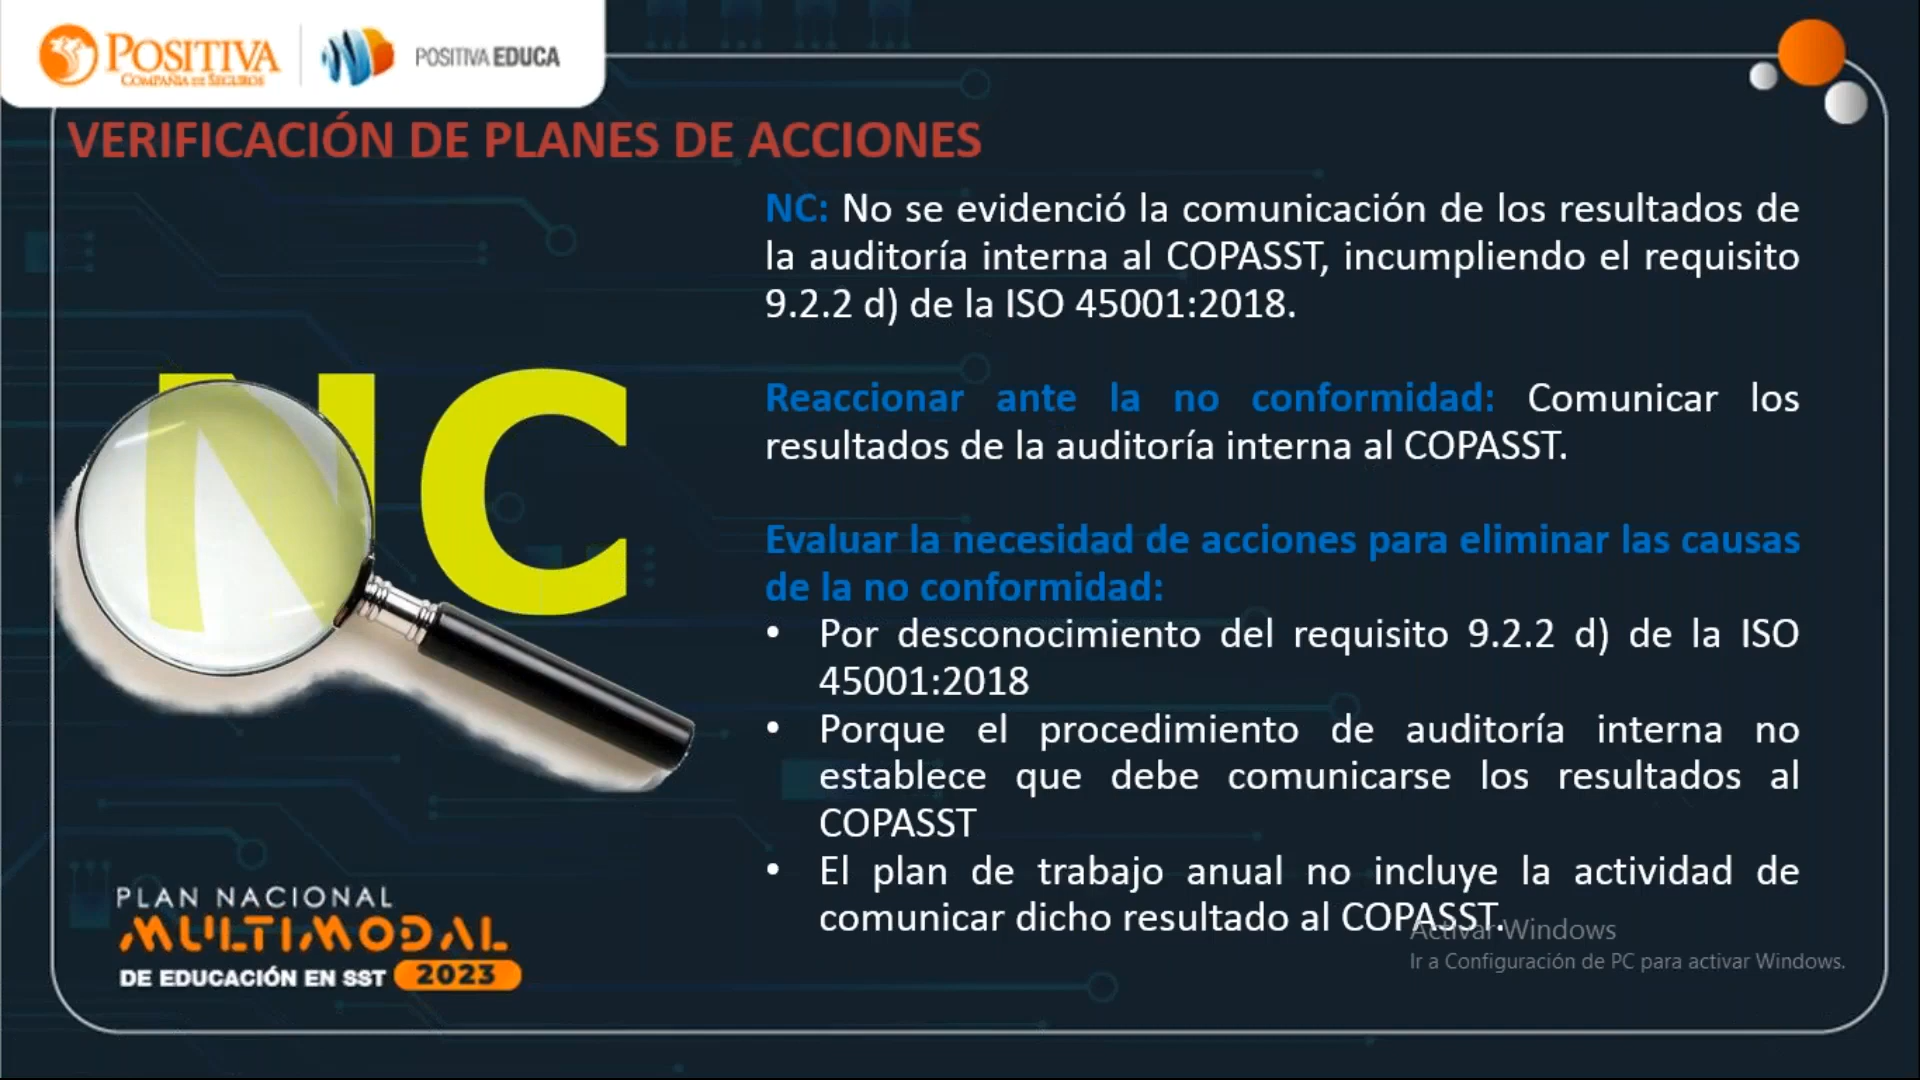 POSITIVA
COMPAÑÍA DE SEGUROS
POSITIVA EDUCA
VERIFICACIÓN DE PLANES DE ACCIONES
NC: No se evidenció la comunicación de los resultados de
la auditoría interna al COPASST, incumpliendo el requisito
9.2.2 d) de la ISO 45001:2018.
Reaccionar ante la no conformidad: Comunicar los
resultados de la auditoría interna al COPASST.
Evaluar la necesidad de acciones para eliminar las causas
de la no conformidad:
• Por desconocimiento del requisito 9.2.2 d) de la ISO
45001:2018
• Porque el procedimiento de auditoría interna no
establece que debe comunicarse los resultados al
COPASST
• El plan de trabajo anual no incluye la actividad de
comunicar dicho resultado al COPASST.
NC
PLAN NACIONAL
MULTIMODAL
DE EDUCACIÓN EN SST 2023
Activar Windows
Ir a Configuración de PC para activar Windows.